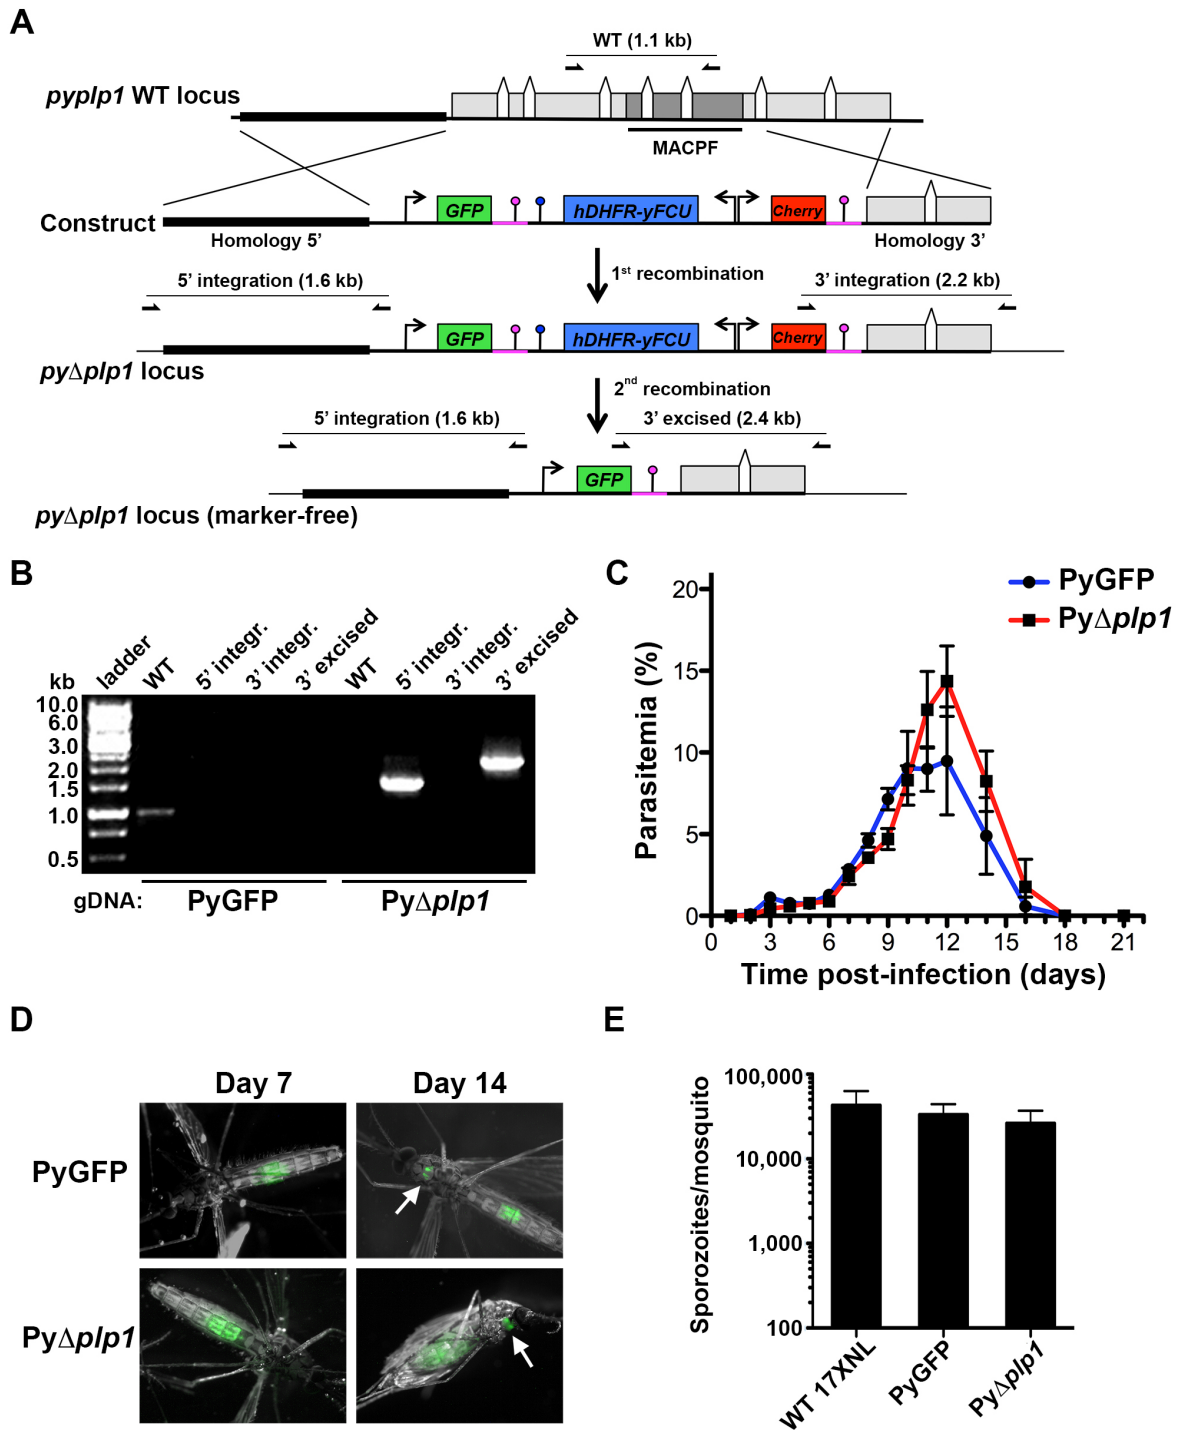 A
WT (1.1 kb)
pyplp1 WT locus
MACPF
Construct
GFP
hDHFR-yFCU
Cherry
Homology 5’
Homology 3’
1st recombination
5’ integration (1.6 kb)
3’ integration (2.2 kb)
GFP
hDHFR-yFCU
Cherry
pyΔplp1 locus
2nd recombination
5’ integration (1.6 kb)
3’ excised (2.4 kb)
GFP
pyΔplp1 locus (marker-free)
B
kb
ladder
WT
5’ integr.
3’ integr.
3’ excised
WT
5’ integr.
3’ integr.
3’ excised
10.0
6.0
3.0
2.0
1.5
1.0
0.5
gDNA:
PyGFP
PyΔplp1
C
PyGFP
PyΔplp1
Parasitemia (%)
20
15
10
5
0
0 3 6 9 12 15 18 21
Time post-infection (days)
D
Day 7
Day 14
PyGFP
PyΔplp1
E
Sporozoites/mosquito
100,000
10,000
1,000
100
WT 17XNL
PyGFP
PyΔplp1